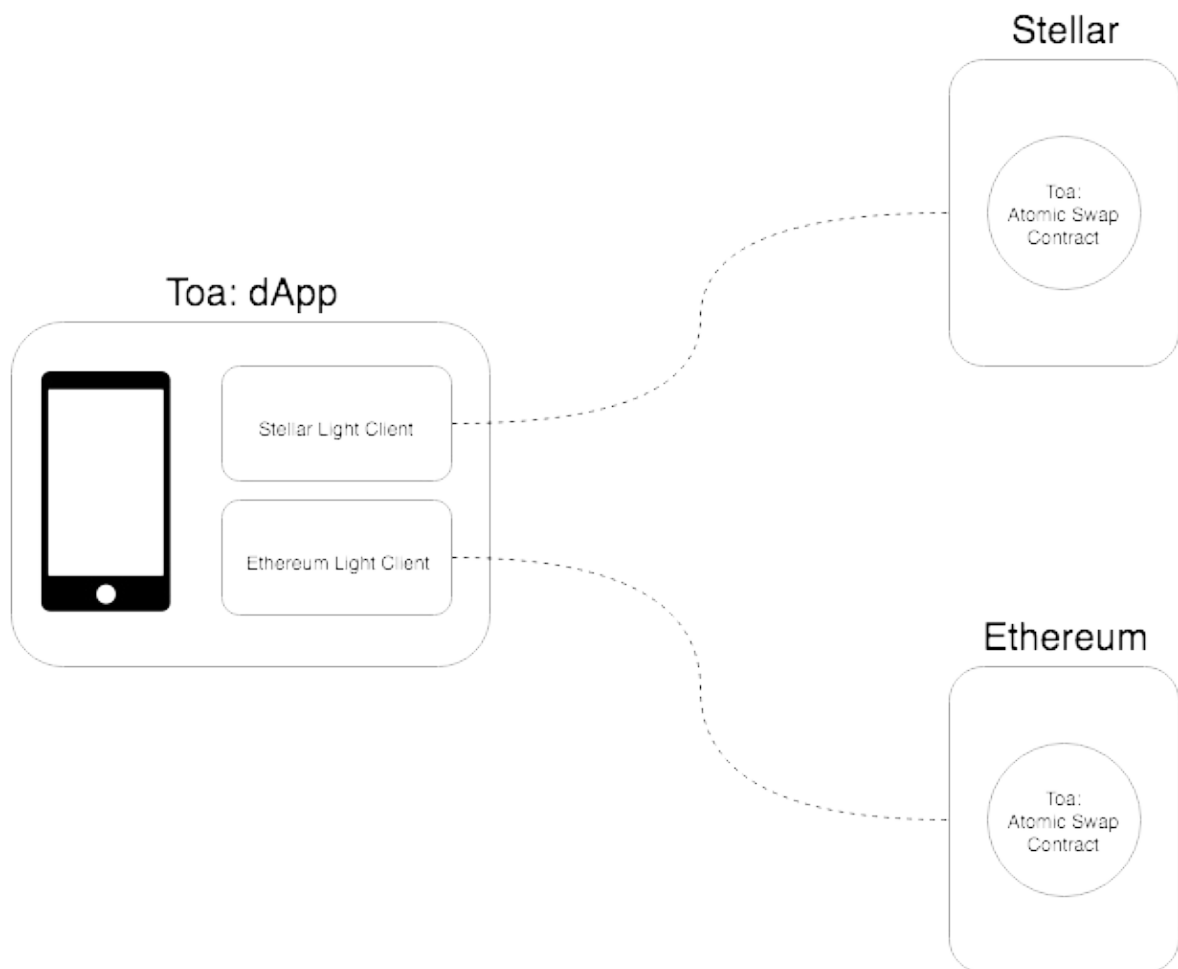 Stellar
Toa:
Atomic Swap
Contract
Toa: dApp
Stellar Light Client
Ethereum Light Client
Ethereum
Toa:
Atomic Swap
Contract